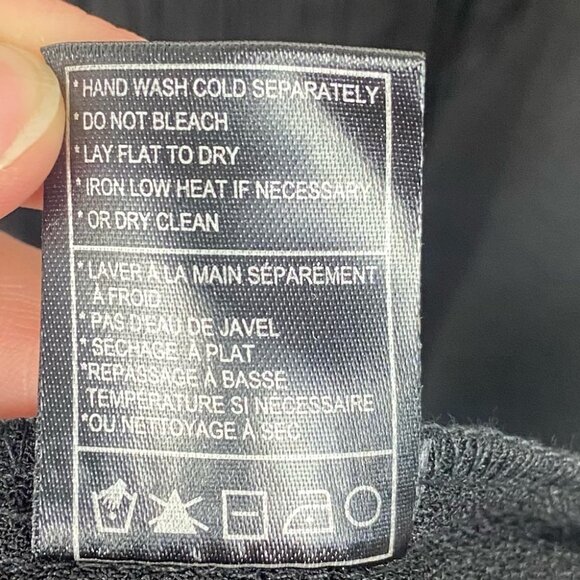 * HAND WASH COLD SEPARATELY
* DO NOT BLEACH
* LAY FLAT TO DRY
* IRON LOW HEAT IF NECESSARY
* OR DRY CLEAN
* LAVER À LA MAIN SÉPARÉMENT
À FROID
* PAS D'EAU DE JAVEL
* SÉCHAGE À PLAT
*REPASSAGE À BASSE
TEMPÉRATURE SI NÉCESSAIRE
*OU NETTOYAGE À SEC